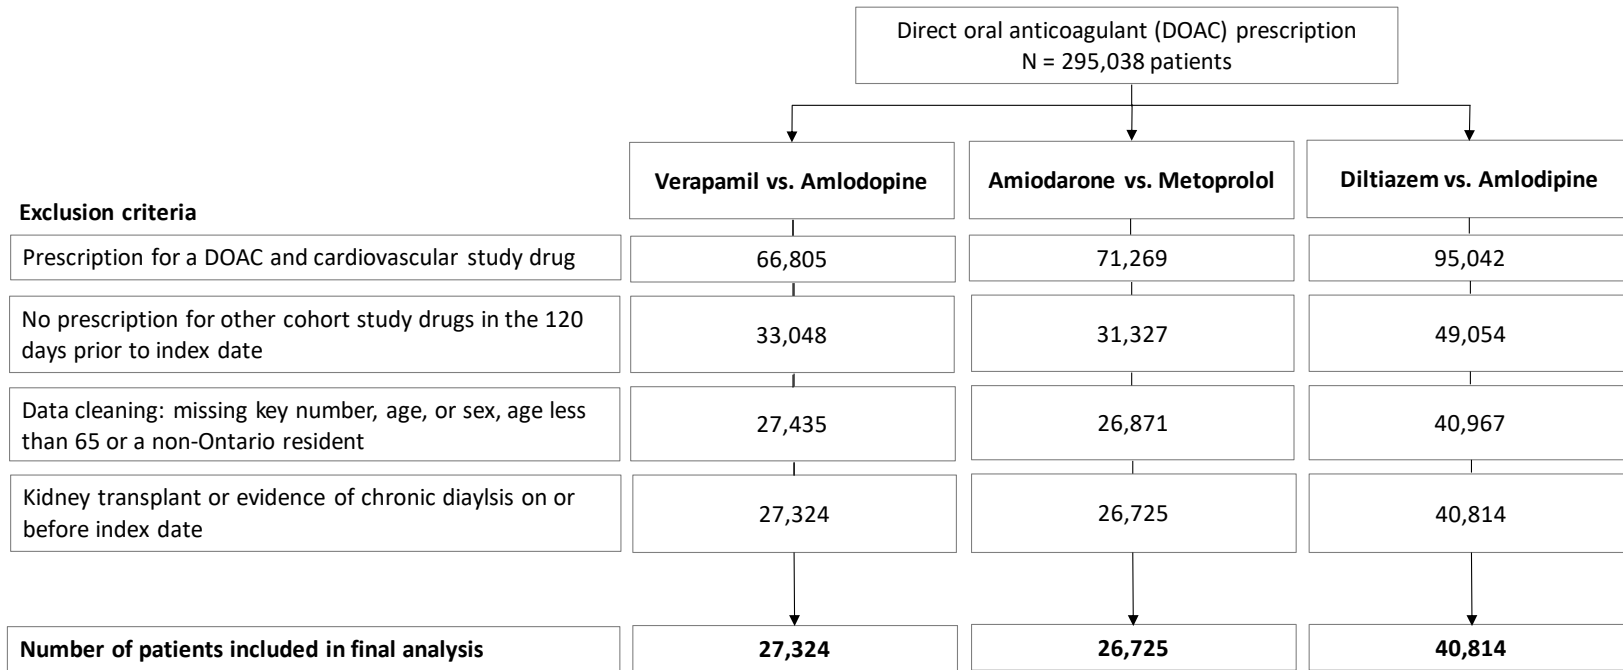 Direct oral anticoagulant (DOAC) prescription
N = 295,038 patients
Verapamil vs. Amlodopine
Amiodarone vs. Metoprolol
Diltiazem vs. Amlodipine
Exclusion criteria
Prescription for a DOAC and cardiovascular study drug
66,805
71,269
95,042
No prescription for other cohort study drugs in the 120
days prior to index date
33,048
31,327
49,054
Data cleaning: missing key number, age, or sex, age less
than 65 or a non-Ontario resident
27,435
26,871
40,967
Kidney transplant or evidence of chronic diaylsis on or
before index date
27,324
26,725
40,814
Number of patients included in final analysis
27,324
26,725
40,814